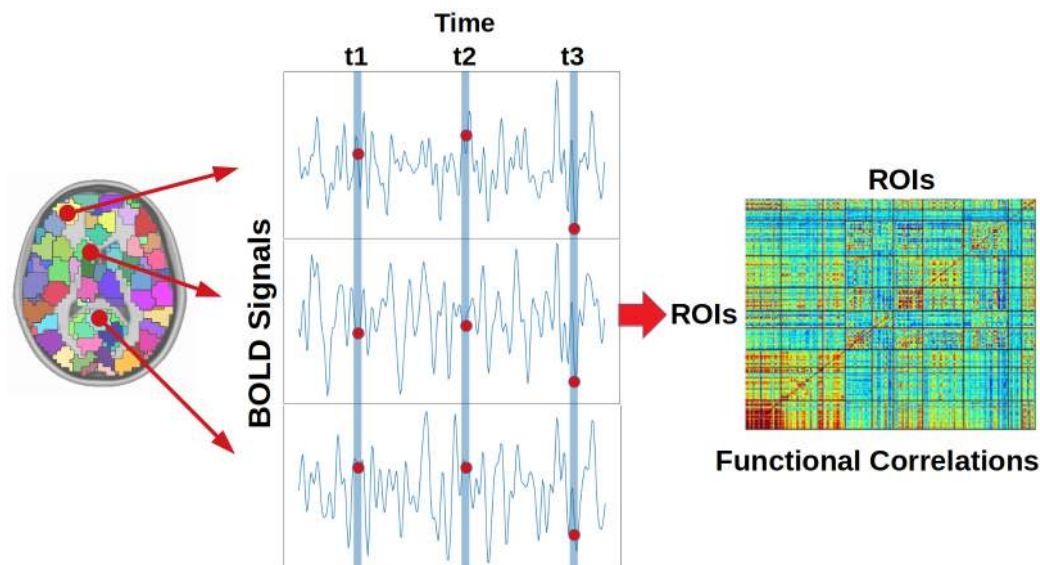 Time
t1 t2 t3
BOLD Signals
ROIs
ROIs
Functional Correlations